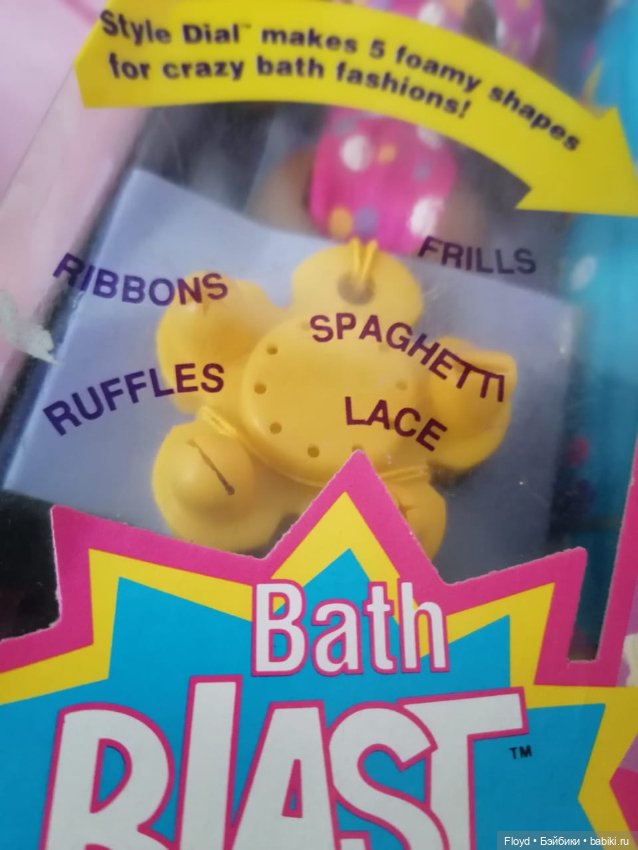 Style Dial™ makes 5 foamy shapes
for crazy bath fashions!
FRILLS
RIBBONS
SPAGHETTI
RUFFLES
LACE
Bath
BLAST™
Floyd • Бэйбики • babiki.ru